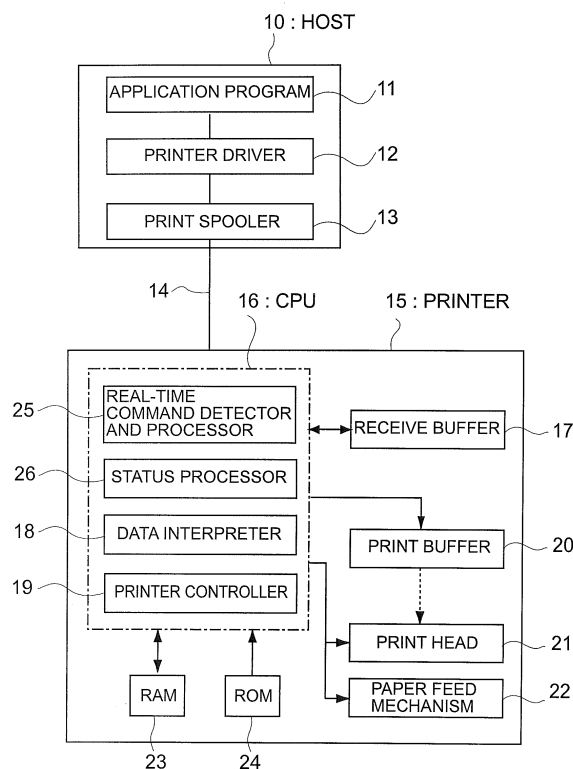 10 : HOST
APPLICATION PROGRAM
11
PRINTER DRIVER
12
PRINT SPOOLER
13
14
16 : CPU
15 : PRINTER
25
REAL-TIME
COMMAND DETECTOR
AND PROCESSOR
RECEIVE BUFFER
17
26
STATUS PROCESSOR
18
DATA INTERPRETER
PRINT BUFFER
20
19
PRINTER CONTROLLER
PRINT HEAD
21
RAM
ROM
PAPER FEED
MECHANISM
22
23
24